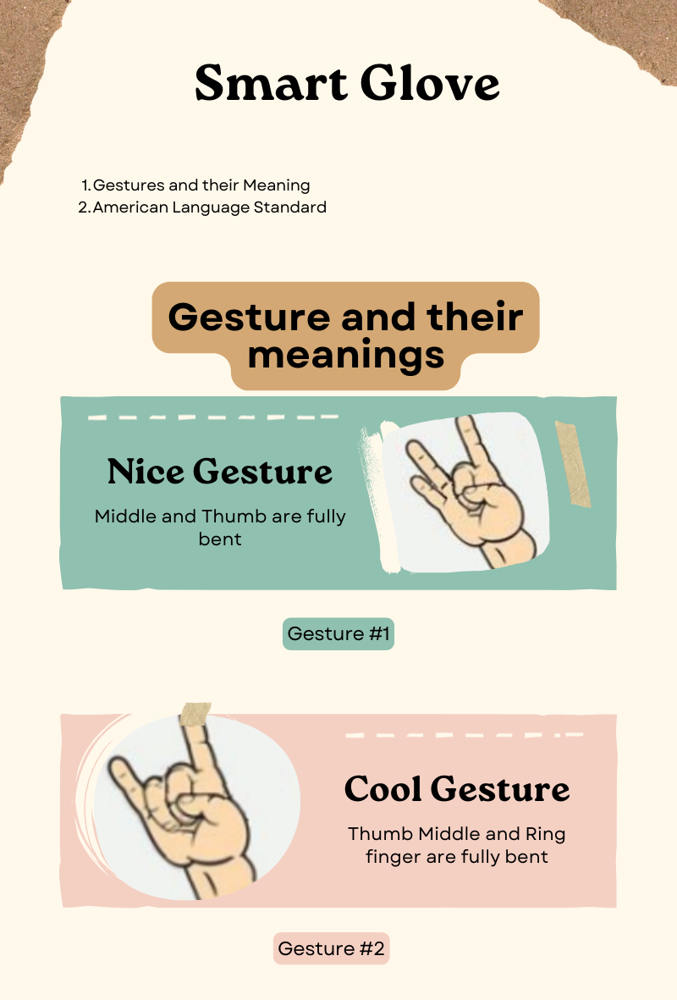 Smart Glove
1. Gestures and their Meaning
2. American Language Standard
Gesture and their
meanings
Nice Gesture
Middle and Thumb are fully
bent
Gesture #1
Cool Gesture
Thumb Middle and Ring
finger are fully bent
Gesture #2